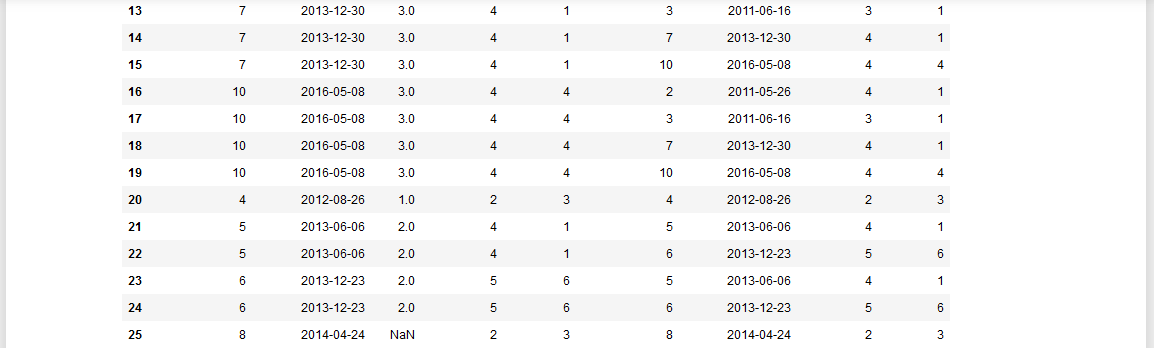 13 7 2013-12-30 3.0 4 1 3 2011-06-16 3 1
14 7 2013-12-30 3.0 4 1 7 2013-12-30 4 1
15 7 2013-12-30 3.0 4 1 10 2016-05-08 4 4
16 10 2016-05-08 3.0 4 4 2 2011-05-26 4 1
17 10 2016-05-08 3.0 4 4 3 2011-06-16 3 1
18 10 2016-05-08 3.0 4 4 7 2013-12-30 4 1
19 10 2016-05-08 3.0 4 4 10 2016-05-08 4 4
20 4 2012-08-26 1.0 2 3 4 2012-08-26 2 3
21 5 2013-06-06 2.0 4 1 5 2013-06-06 4 1
22 5 2013-06-06 2.0 4 1 6 2013-12-23 5 6
23 6 2013-12-23 2.0 5 6 5 2013-06-06 4 1
24 6 2013-12-23 2.0 5 6 6 2013-12-23 5 6
25 8 2014-04-24 NaN 2 3 8 2014-04-24 2 3